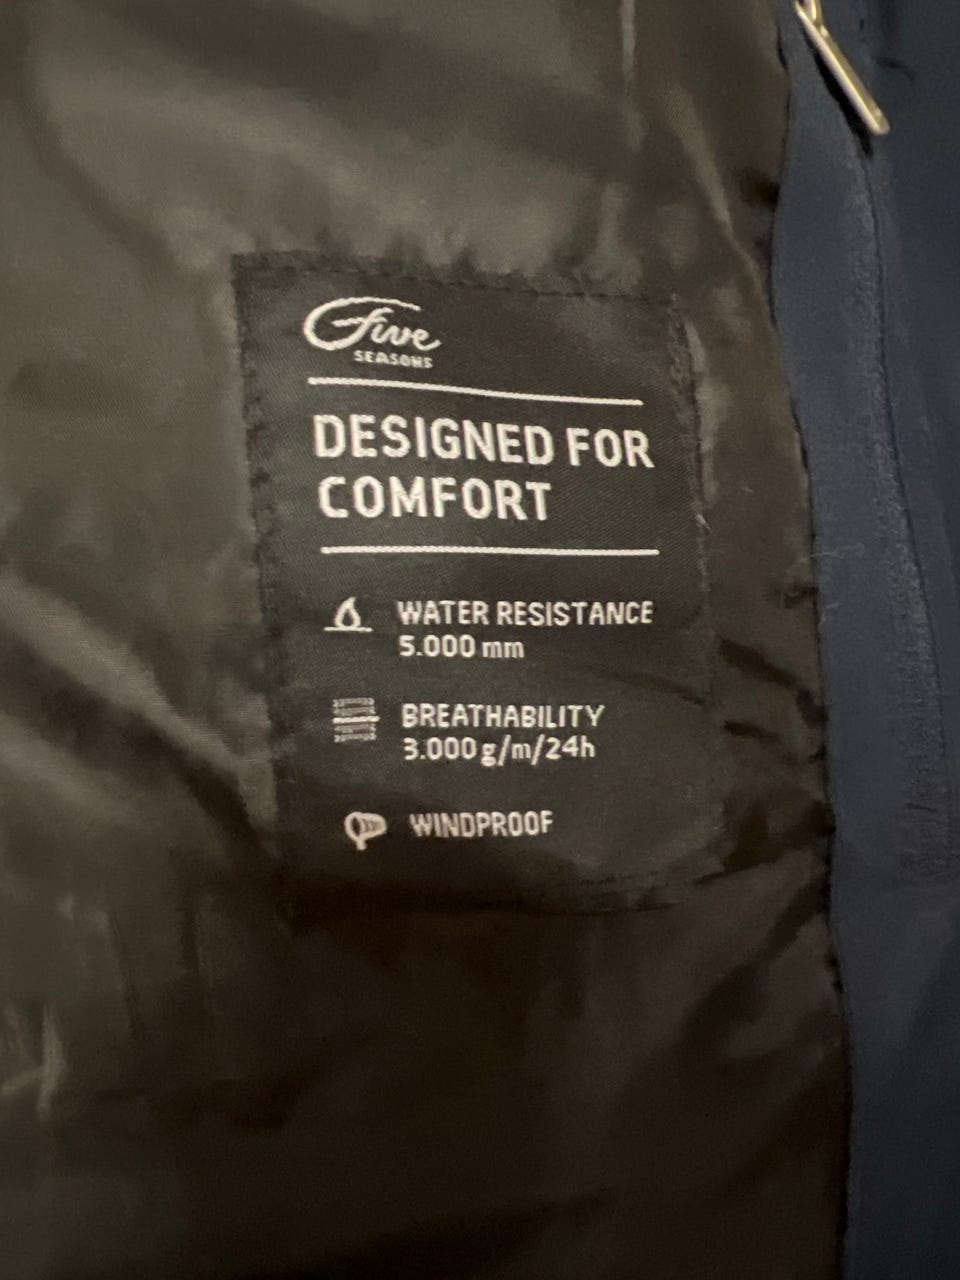 Five
SEASONS
DESIGNED FOR
COMFORT
WATER RESISTANCE
5.000 mm
BREATHABILITY
3.000 g/m/24h
WINDPROOF